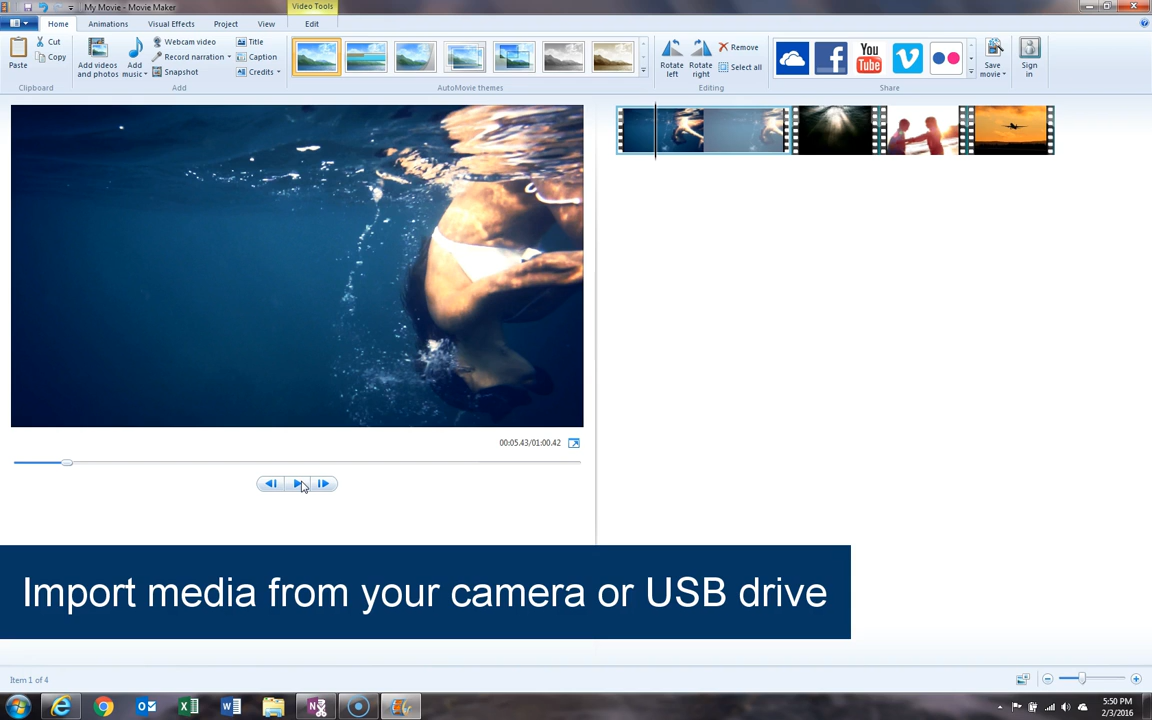 My Movie - Movie Maker
Video Tools
Home
Animations
Visual Effects
Project
View
Edit
Paste
Cut
Copy
Clipboard
Add videos
and photos
Add
music
Webcam video
Record narration
Snapshot
Title
Caption
Credits
Add
AutoMovie themes
Rotate
left
Rotate
right
Remove
Select all
Editing
You
Tube
Share
Save
movie
Sign
in
00:05.43/01:00.42
Import media from your camera or USB drive
Item 1 of 4
5:50 PM
2/3/2016